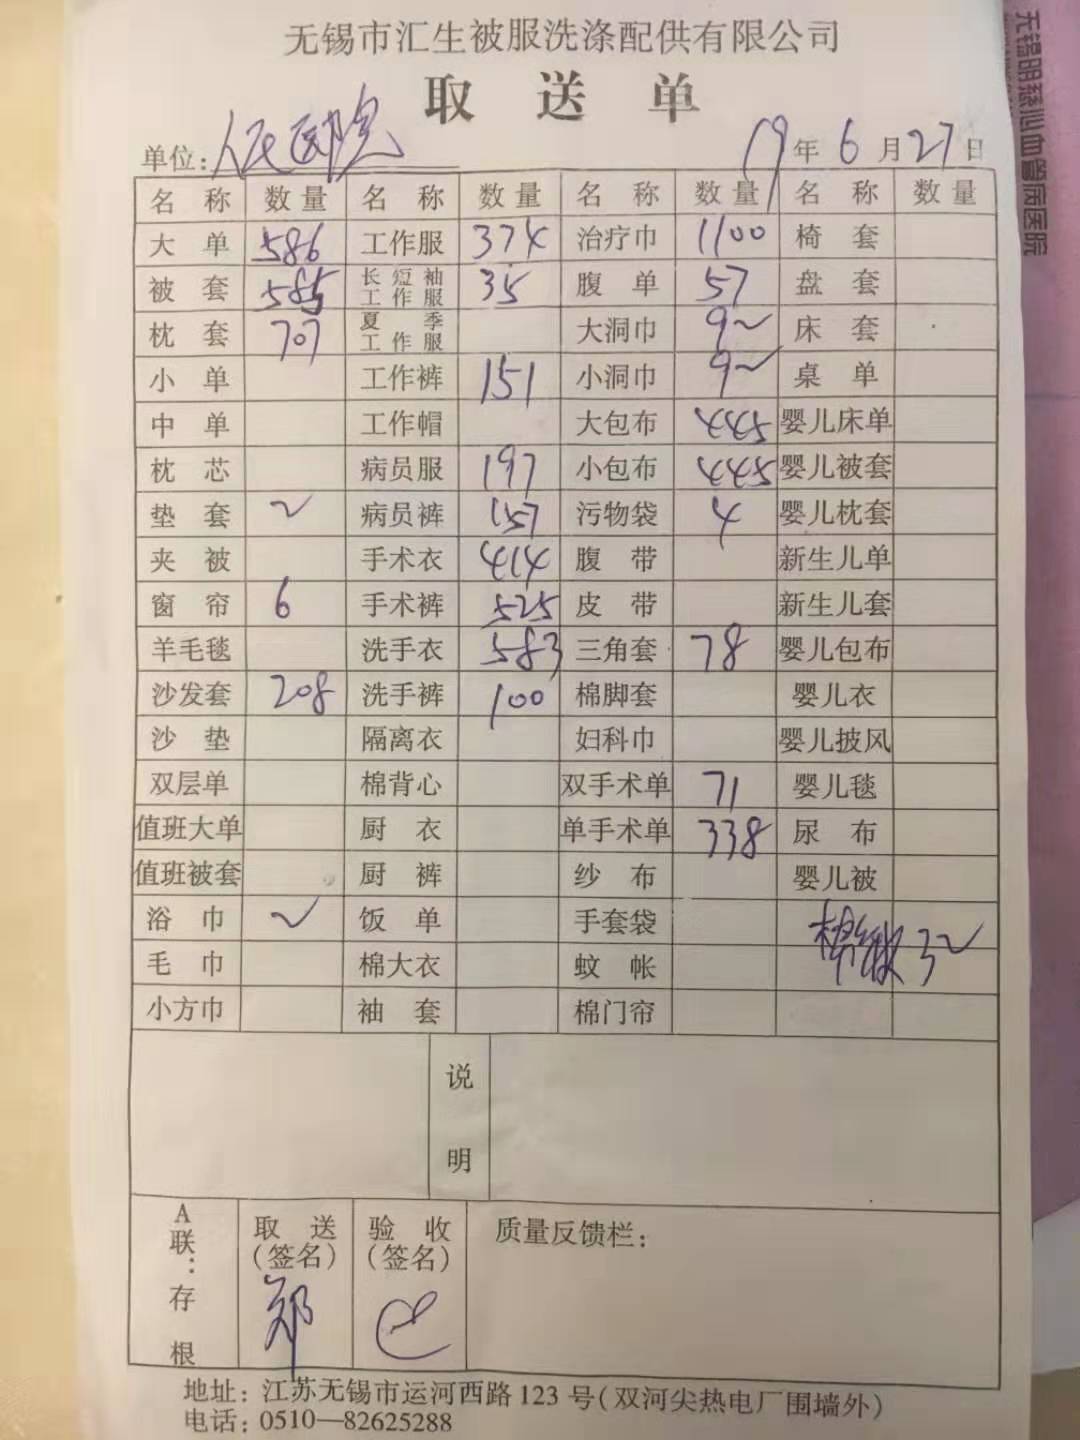 无锡市汇生被服洗涤配供有限公司
取送单
单位：人民医院 19年6月27日
名称 数量 名称 数量 名称 数量 名称 数量
大单 586 工作服 374 治疗巾 1100 椅套
被套 585 长短袖工作服 35 腹单 57 盘套
枕套 707 夏季工作服 大洞巾 92 床套
小单 工作裤 151 小洞巾 92 桌单
中单 工作帽 大包布 445 婴儿床单
枕芯 病员服 197 小包布 445 婴儿被套
垫套 2 病员裤 157 污物袋 4 婴儿枕套
夹被 手术衣 414 腹带 新生儿单
窗帘 6 手术裤 525 皮带 新生儿套
羊毛毯 洗手衣 583 三角套 78 婴儿包布
沙发套 208 洗手裤 100 棉脚套 婴儿衣
沙垫 隔离衣 妇科巾 婴儿披风
双层单 棉背心 双手术单 71 婴儿毯
值班大单 厨衣 单手术单 338 尿布
值班被套 厨裤 纱布 婴儿被
浴巾 2 饭单 手套袋
毛巾 棉大衣 蚊帐 32
小方巾 袖套 棉门帘
说明
A联：存根 取送（签名） 验收（签名） 质量反馈栏：
郑
地址：江苏无锡市运河西路123号（双河尖热电厂围墙外）
电话：0510—82625288
无锡明慈心血管病医院